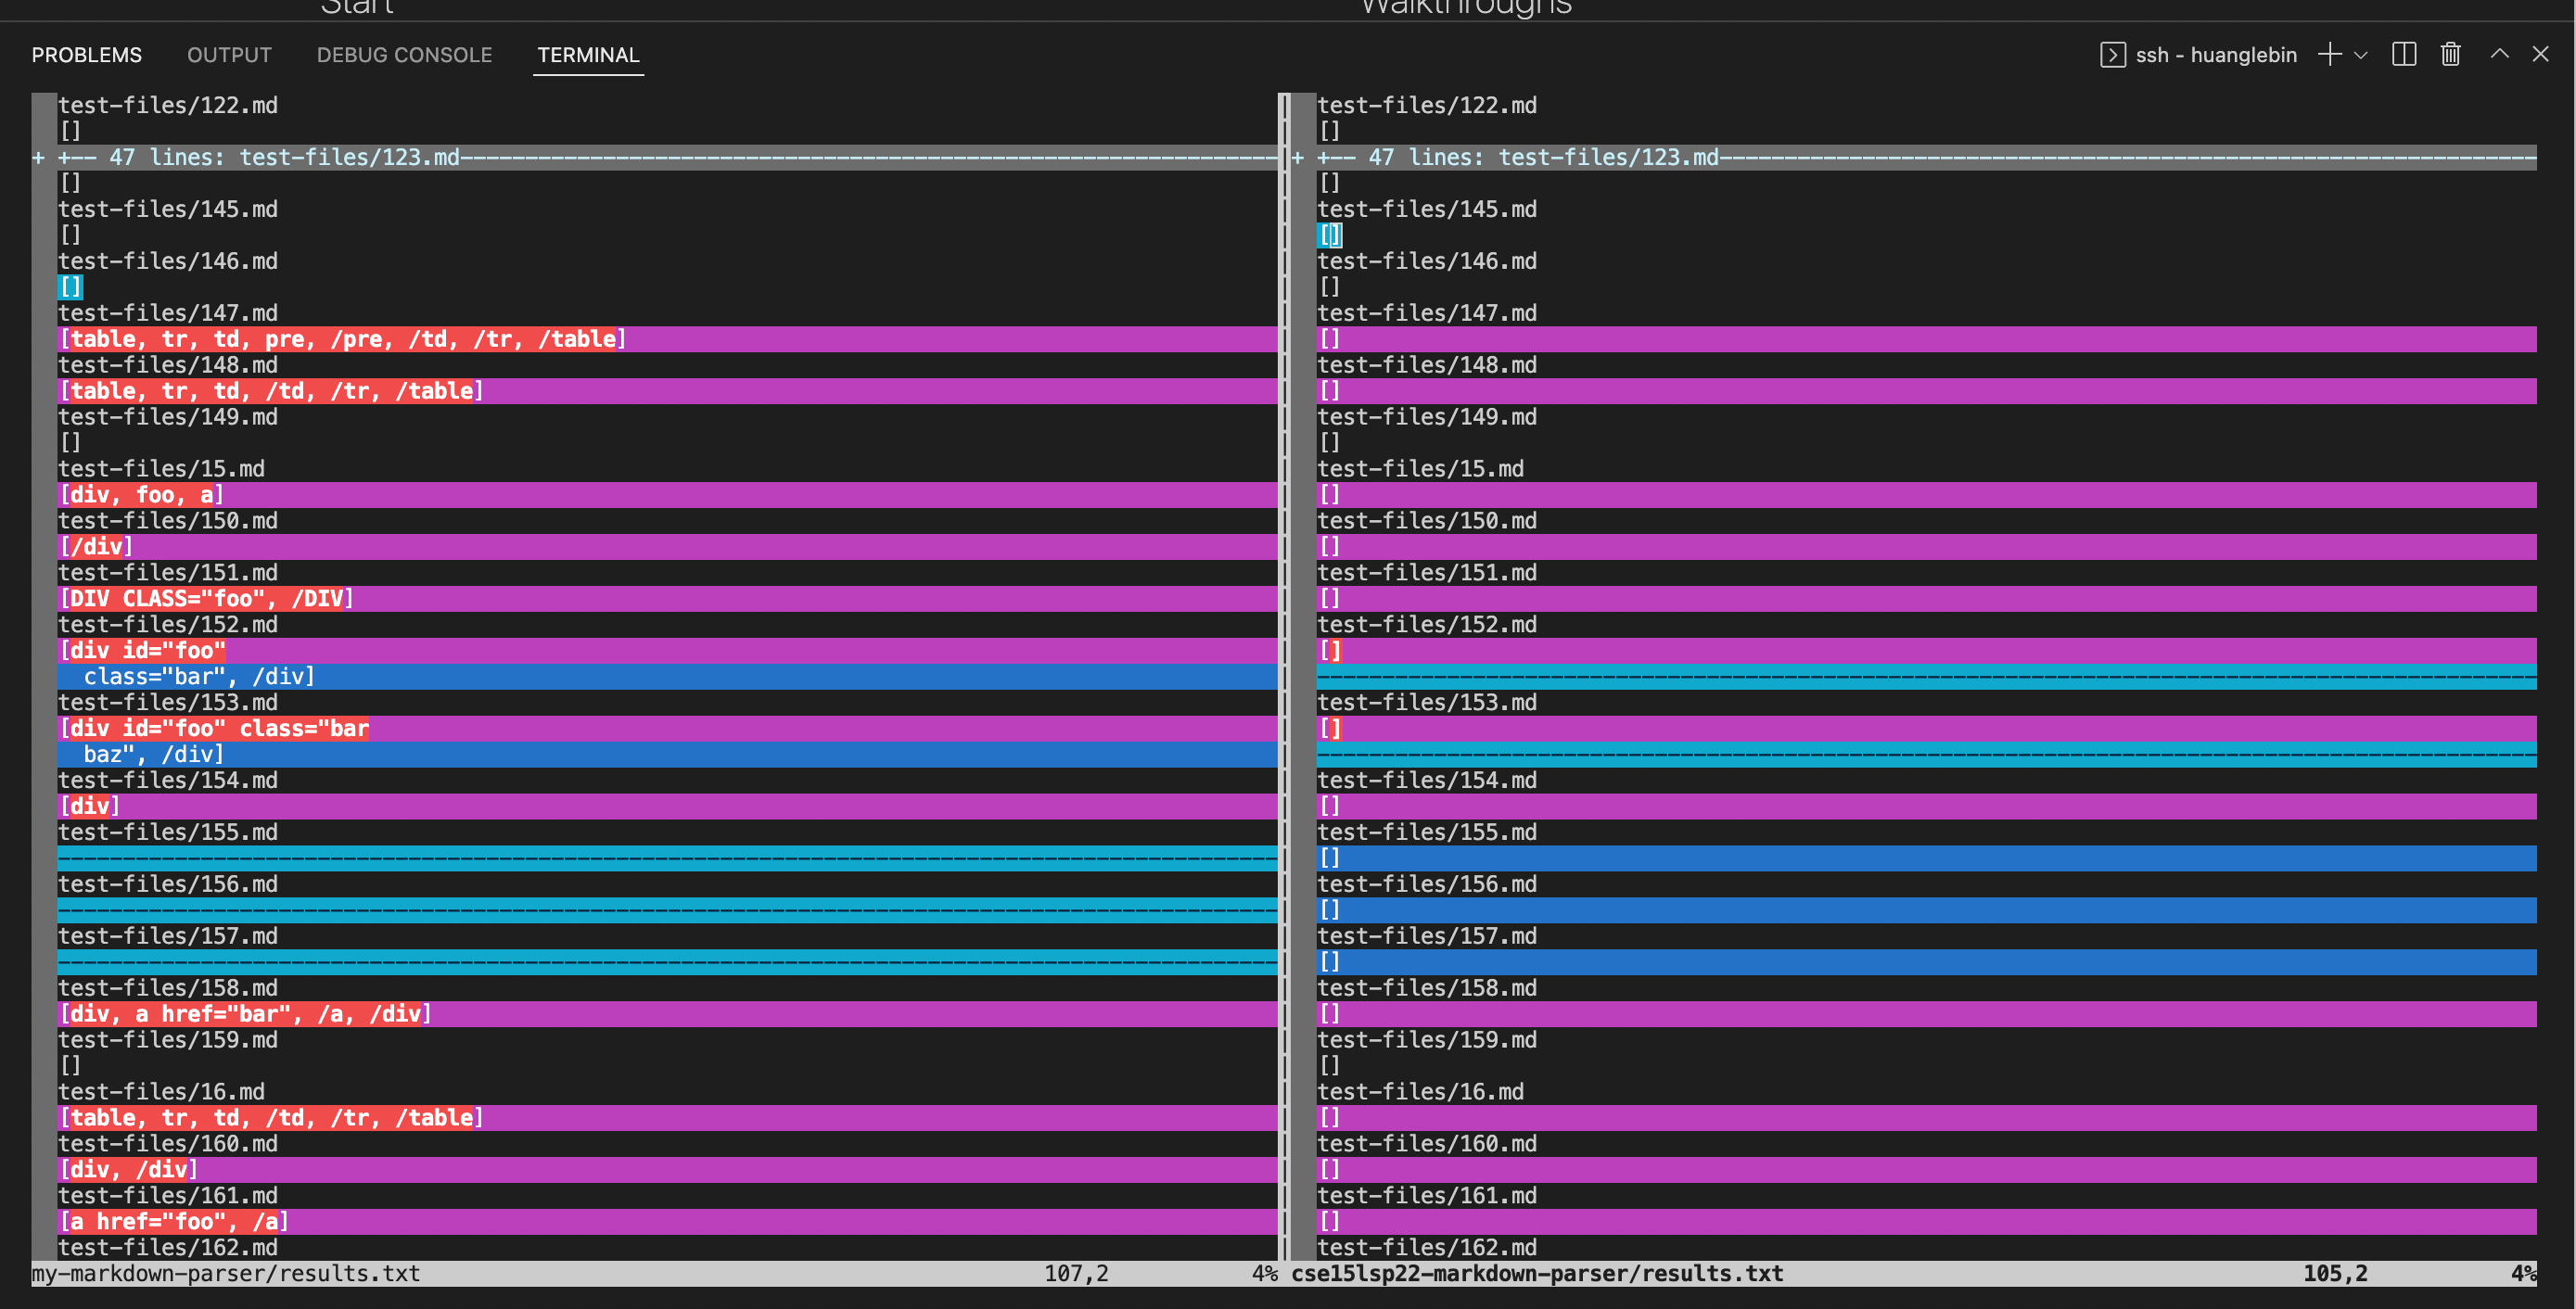 Start
Walkthroughs
PROBLEMS OUTPUT DEBUG CONSOLE TERMINAL
ssh - huanglebin
test-files/122.md
[]
+ +-- 47 lines: test-files/123.md
[]
test-files/145.md
[]
test-files/146.md
[]
test-files/147.md
[table, tr, td, pre, /pre, /td, /tr, /table]
test-files/148.md
[table, tr, td, /td, /tr, /table]
test-files/149.md
[]
test-files/15.md
[div, foo, a]
test-files/150.md
[/div]
test-files/151.md
[DIV CLASS="foo", /DIV]
test-files/152.md
[div id="foo"
  class="bar", /div]
test-files/153.md
[div id="foo" class="bar
  baz", /div]
test-files/154.md
[div]
test-files/155.md
test-files/156.md
test-files/157.md
test-files/158.md
[div, a href="bar", /a, /div]
test-files/159.md
[]
test-files/16.md
[table, tr, td, /td, /tr, /table]
test-files/160.md
[div, /div]
test-files/161.md
[a href="foo", /a]
test-files/162.md
my-markdown-parser/results.txt 107,2 4%
test-files/122.md
[]
+ +-- 47 lines: test-files/123.md
[]
test-files/145.md
[]
test-files/146.md
[]
test-files/147.md
[]
test-files/148.md
[]
test-files/149.md
[]
test-files/15.md
[]
test-files/150.md
[]
test-files/151.md
[]
test-files/152.md
[]
test-files/153.md
[]
test-files/154.md
[]
test-files/155.md
[]
test-files/156.md
[]
test-files/157.md
[]
test-files/158.md
[]
test-files/159.md
[]
test-files/16.md
[]
test-files/160.md
[]
test-files/161.md
[]
test-files/162.md
cse15lsp22-markdown-parser/results.txt 105,2 4%